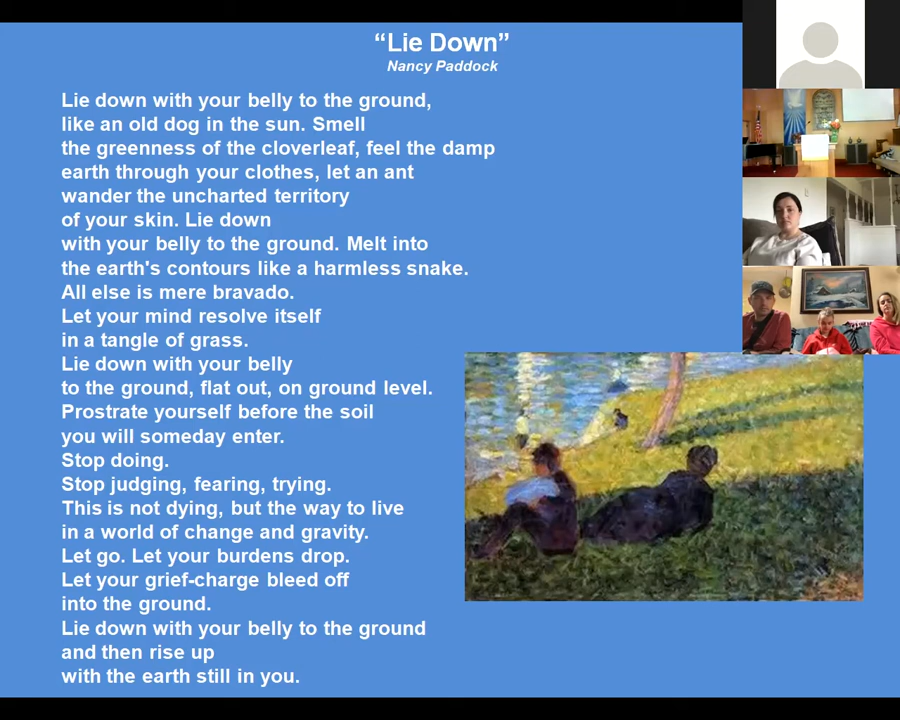 “Lie Down”
Nancy Paddock
Lie down with your belly to the ground,
like an old dog in the sun. Smell
the greenness of the cloverleaf, feel the damp
earth through your clothes, let an ant
wander the uncharted territory
of your skin. Lie down
with your belly to the ground. Melt into
the earth's contours like a harmless snake.
All else is mere bravado.
Let your mind resolve itself
in a tangle of grass.
Lie down with your belly
to the ground, flat out, on ground level.
Prostrate yourself before the soil
you will someday enter.
Stop doing.
Stop judging, fearing, trying.
This is not dying, but the way to live
in a world of change and gravity.
Let go. Let your burdens drop.
Let your grief-charge bleed off
into the ground.
Lie down with your belly to the ground
and then rise up
with the earth still in you.